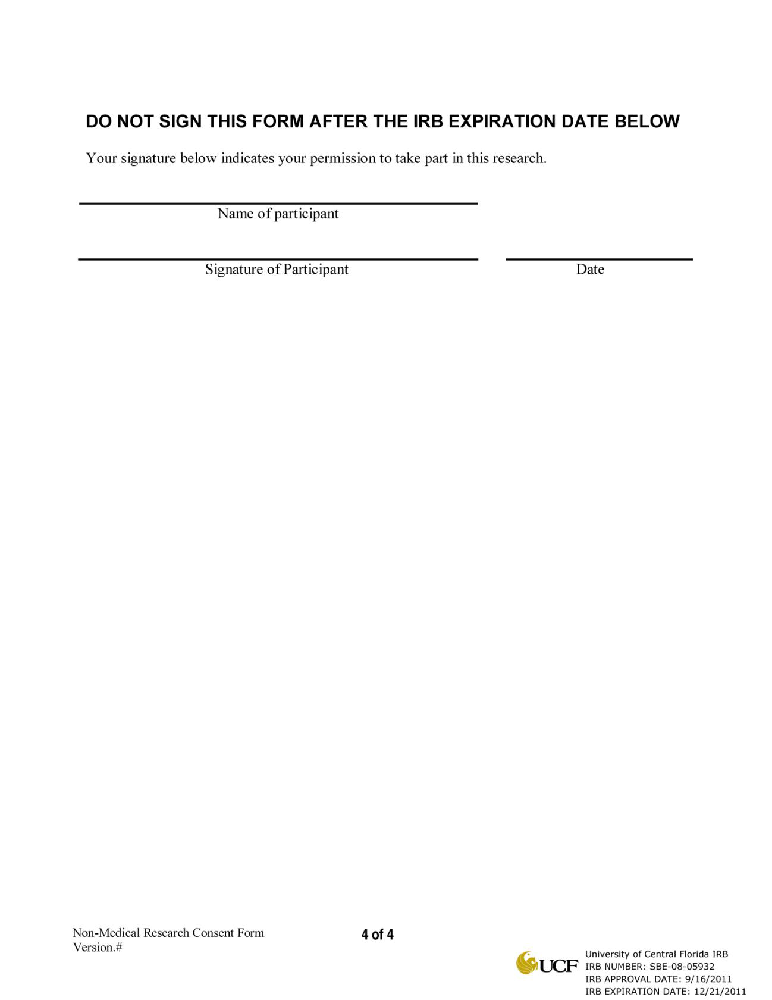 DO NOT SIGN THIS FORM AFTER THE IRB EXPIRATION DATE BELOW
Your signature below indicates your permission to take part in this research.
Name of participant
Signature of Participant
Date
Non-Medical Research Consent Form
Version.#
4 of 4
UCF
University of Central Florida IRB
IRB NUMBER: SBE-08-05932
IRB APPROVAL DATE: 9/16/2011
IRB EXPIRATION DATE: 12/21/2011